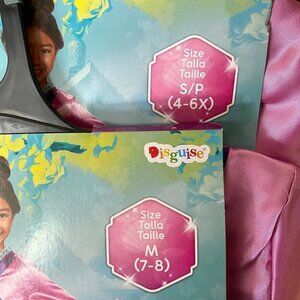 Size
Talla
Taille
S/P
(4-6X)
Disguise
Size
Talla
Taille
M
(7-8)